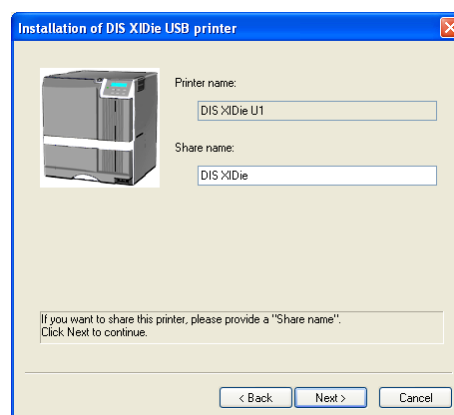 Installation of DIS XIDie USB printer
Printer name:
DIS XIDie U1
Share name:
DIS XIDie
If you want to share this printer, please provide a "Share name".
Click Next to continue.
< Back
Next >
Cancel